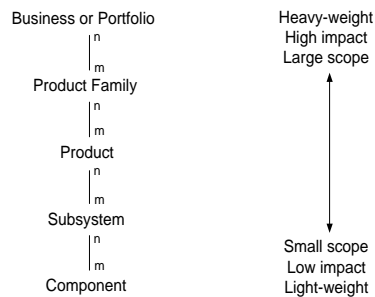 Business or Portfolio
n
m
Product Family
n
m
Product
n
m
Subsystem
n
m
Component
Heavy-weight
High impact
Large scope
Small scope
Low impact
Light-weight